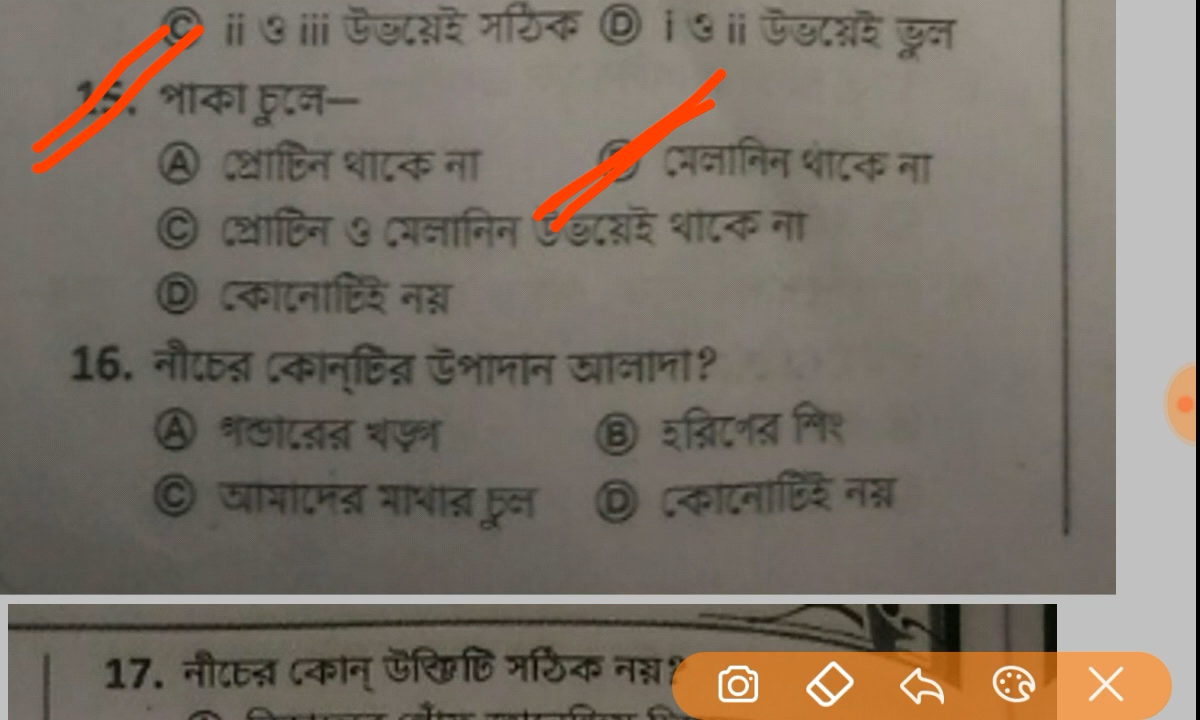 Ⓒ ii ও iii উভয়েই সঠিক Ⓓ i ও ii উভয়েই ভুল
15. পাকা চুলে—
Ⓐ প্রোটিন থাকে না Ⓑ মেলানিন থাকে না
Ⓒ প্রোটিন ও মেলানিন উভয়েই থাকে না
Ⓓ কোনোটিই নয়
16. নীচের কোন্‌টির উপাদান আলাদা?
Ⓐ গন্ডারের খড়্গ Ⓑ হরিণের শিং
Ⓒ আমাদের মাথার চুল Ⓓ কোনোটিই নয়
17. নীচের কোন্ উক্তিটি সঠিক নয়?